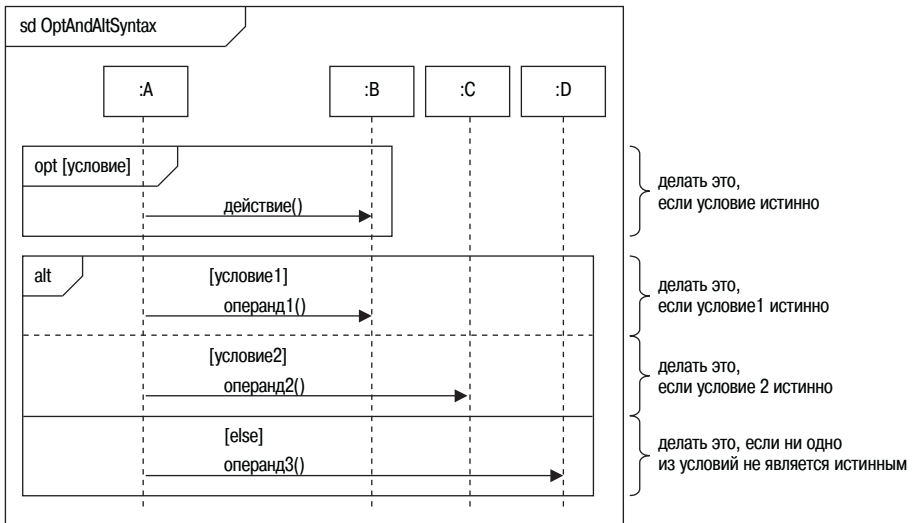 sd OptAndAltSyntax
:A
:B
:C
:D
opt [условие]
действие()
делать это,
если условие истинно
alt
[условие1]
операнд1()
делать это,
если условие1 истинно
[условие2]
операнд2()
делать это,
если условие 2 истинно
[else]
операнд3()
делать это, если ни одно
из условий не является истинным